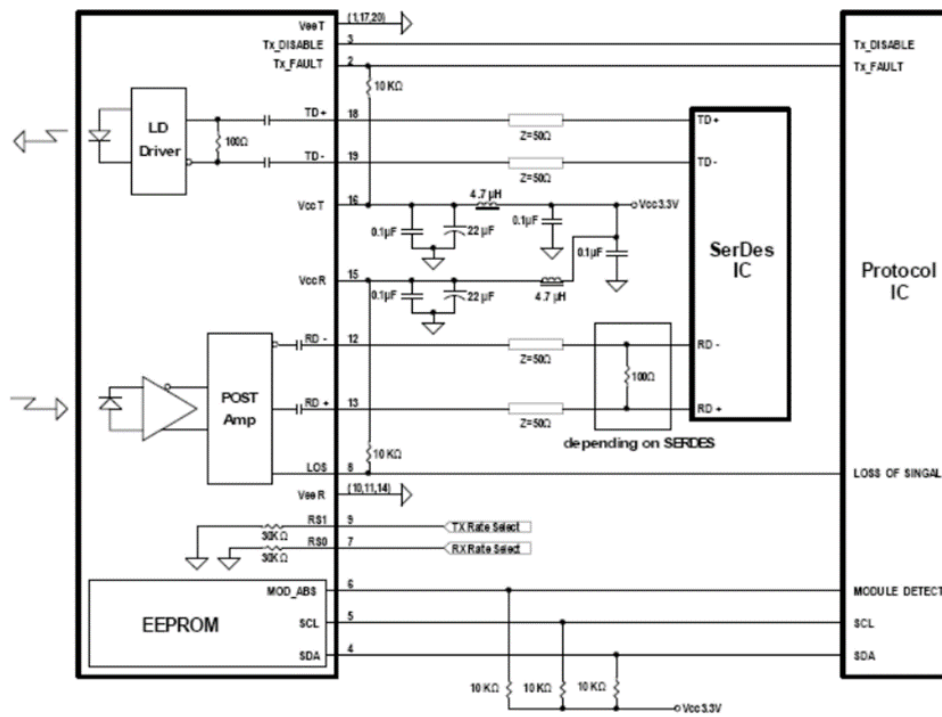 VeeT (1,17,20)
Tx_DISABLE 3 Tx_DISABLE
Tx_FAULT 2 Tx_FAULT
10 KΩ
LD
Driver
100Ω
TD+ 18 TD+
Z=50Ω
TD- 19 TD-
Z=50Ω
4.7 µH
VccT 16 Vcc3.3V
0.1µF 22 µF 0.1µF
0.1µF
SerDes
IC
Protocol
IC
VccR 15
0.1µF 22 µF 4.7 µH
RD - 12 RD -
Z=50Ω
100Ω
POST
Amp
RD + 13 RD +
Z=50Ω
depending on SERDES
10 KΩ
LOS 8 LOSS OF SINGAL
VeeR (10,11,14)
RS1 9 TX Rate Select
30KΩ
RS0 7 RX Rate Select
30KΩ
MOD_ABS 6 MODULE DETECT
EEPROM
SCL 5 SCL
SDA 4 SDA
10 KΩ 10 KΩ 10 KΩ
Vcc3.3V